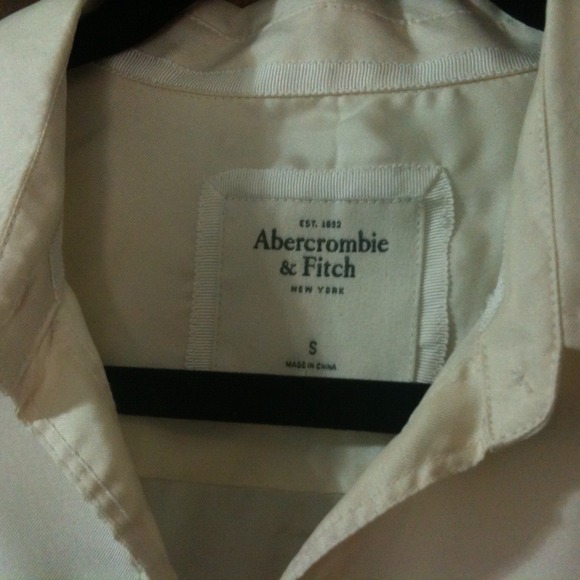 EST. 1892
Abercrombie
& Fitch
NEW YORK
S
MADE IN CHINA